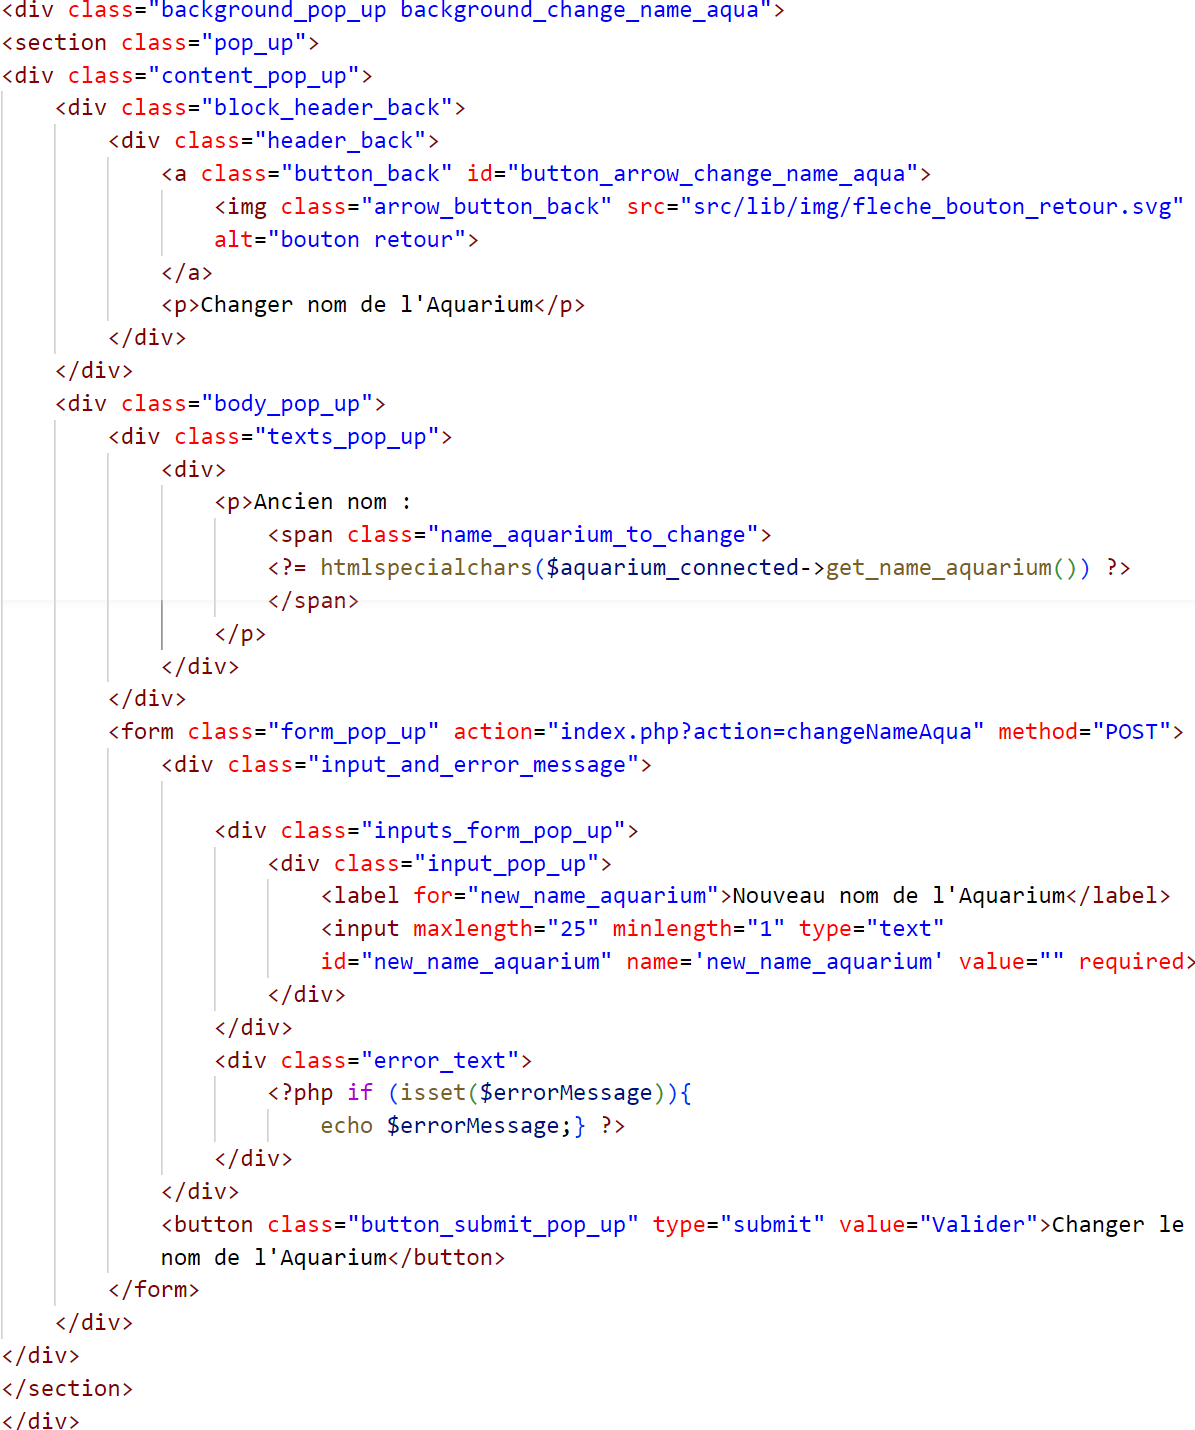 <div class="background_pop_up background_change_name_aqua">
<section class="pop_up">
<div class="content_pop_up">
    <div class="block_header_back">
        <div class="header_back">
            <a class="button_back" id="button_arrow_change_name_aqua">
                <img class="arrow_button_back" src="src/lib/img/fleche_bouton_retour.svg"
                alt="bouton retour">
            </a>
            <p>Changer nom de l'Aquarium</p>
        </div>
    </div>
    <div class="body_pop_up">
        <div class="texts_pop_up">
            <div>
                <p>Ancien nom :
                    <span class="name_aquarium_to_change">
                    <?= htmlspecialchars($aquarium_connected->get_name_aquarium()) ?>
                    </span>
                </p>
            </div>
        </div>
        <form class="form_pop_up" action="index.php?action=changeNameAqua" method="POST">
            <div class="input_and_error_message">

                <div class="inputs_form_pop_up">
                    <div class="input_pop_up">
                        <label for="new_name_aquarium">Nouveau nom de l'Aquarium</label>
                        <input maxlength="25" minlength="1" type="text"
                        id="new_name_aquarium" name='new_name_aquarium' value="" required>
                    </div>
                </div>
                <div class="error_text">
                    <?php if (isset($errorMessage)){
                        echo $errorMessage;} ?>
                </div>
            </div>
            <button class="button_submit_pop_up" type="submit" value="Valider">Changer le
            nom de l'Aquarium</button>
        </form>
    </div>
</div>
</section>
</div>